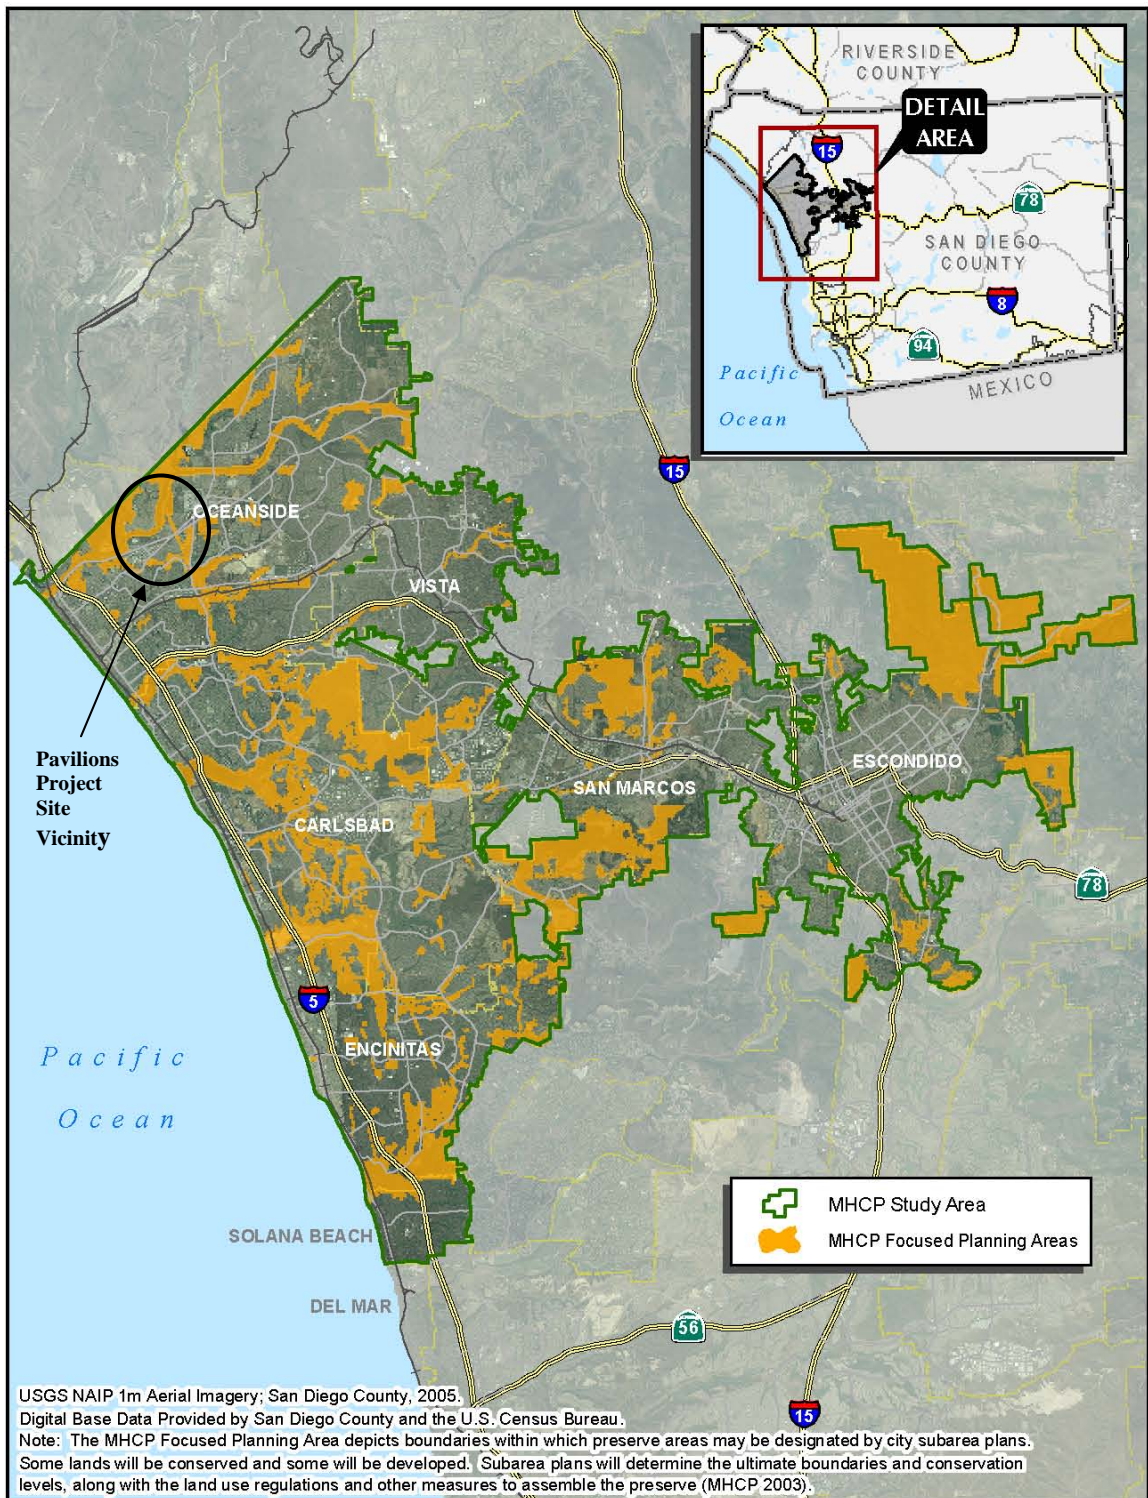 RIVERSIDE
COUNTY
DETAIL
AREA
15
78
SAN DIEGO
COUNTY
8
94
Pacific
Ocean
MEXICO
15
OCEANSIDE
VISTA
Pavilions
Project
Site
Vicinity
ESCONDIDO
SAN MARCOS
CARLSBAD
78
5
ENCINITAS
Pacific
Ocean
MHCP Study Area
MHCP Focused Planning Areas
SOLANA BEACH
DEL MAR
56
15
USGS NAIP 1m Aerial Imagery; San Diego County, 2005.
Digital Base Data Provided by San Diego County and the U.S. Census Bureau.
Note: The MHCP Focused Planning Area depicts boundaries within which preserve areas may be designated by city subarea plans.
Some lands will be conserved and some will be developed. Subarea plans will determine the ultimate boundaries and conservation
levels, along with the land use regulations and other measures to assemble the preserve (MHCP 2003).